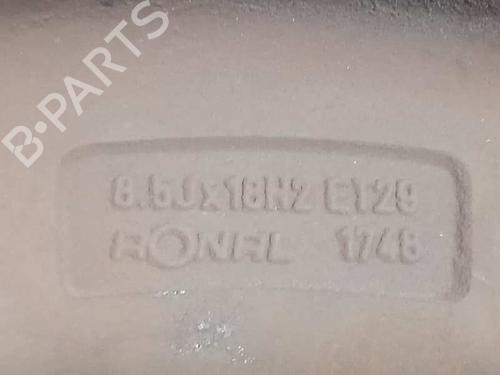 B-PARTS
8.5Jx18H2 ET29
RONAL 1748